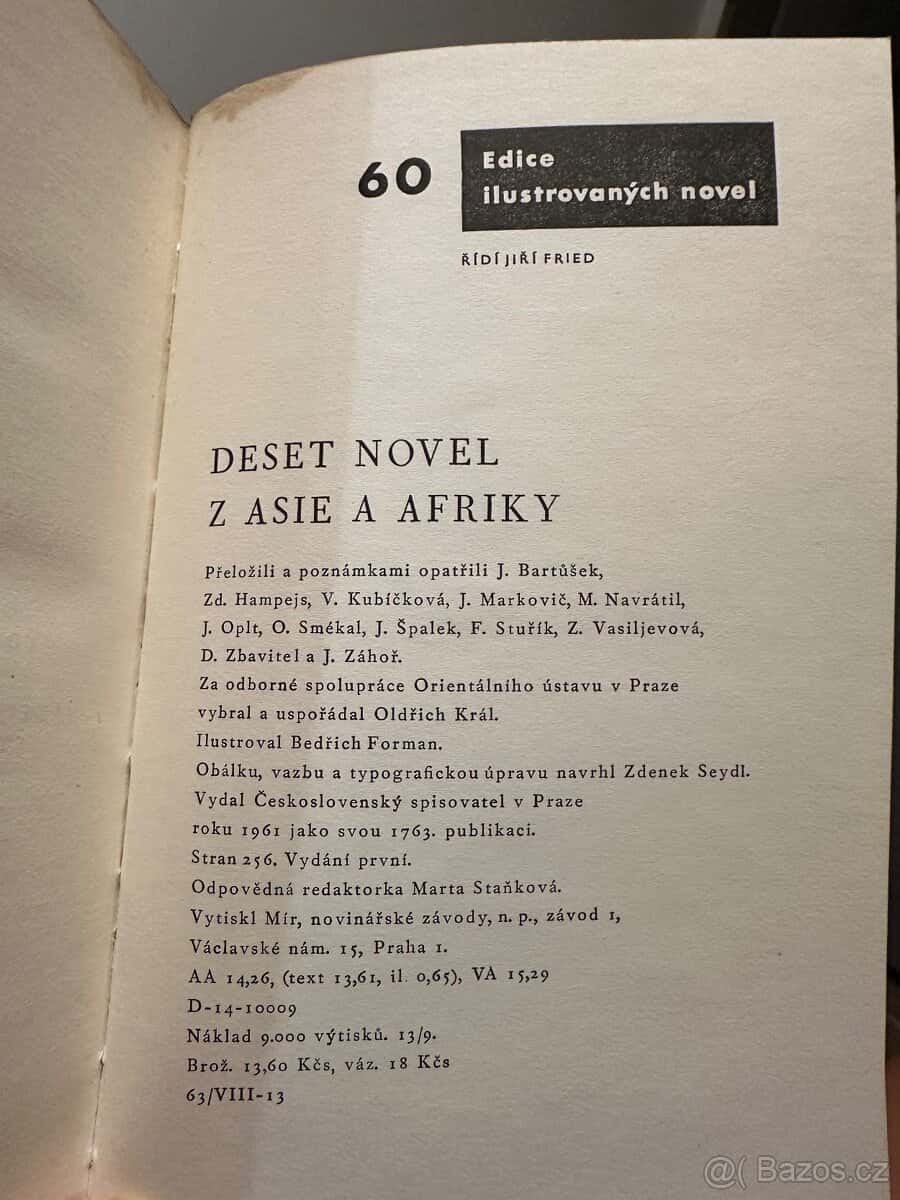 60
Edice
ilustrovaných novel
ŘÍDÍ JIŘÍ FRIED
DESET NOVEL
Z ASIE A AFRIKY
Přeložili a poznámkami opatřili J. Bartůšek,
Zd. Hampejs, V. Kubíčková, J. Markovič, M. Navrátil,
J. Oplt, O. Smékal, J. Špalek, F. Stuřík, Z. Vasiljevová,
D. Zbavitel a J. Záhoř.
Za odborné spolupráce Orientálního ústavu v Praze
vybral a uspořádal Oldřich Král.
Ilustroval Bedřich Forman.
Obálku, vazbu a typografickou úpravu navrhl Zdenek Seydl.
Vydal Československý spisovatel v Praze
roku 1961 jako svou 1763. publikaci.
Stran 256. Vydání první.
Odpovědná redaktorka Marta Staňková.
Vytiskl Mír, novinářské závody, n. p., závod 1,
Václavské nám. 15, Praha 1.
AA 14,26, (text 13,61, il. 0,65), VA 15,29
D-14-10009
Náklad 9.000 výtisků. 13/9.
Brož. 13,60 Kčs, váz. 18 Kčs
63/VIII-13
@( Bazos.cz